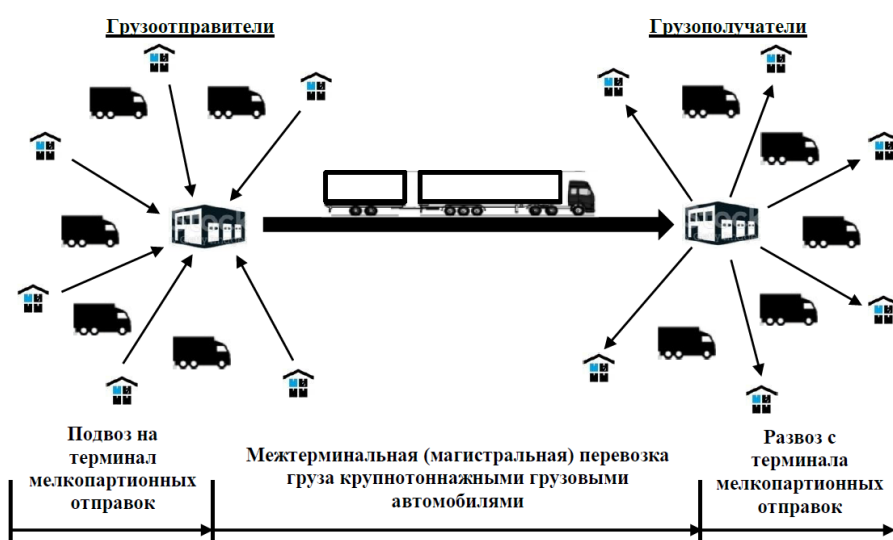 Грузоотправители
Грузополучатели
Подвоз на
терминал
мелкопартионных
отправок
Межтерминальная (магистральная) перевозка
груза крупнотоннажными грузовыми
автомобилями
Развоз с
терминала
мелкопартионных
отправок